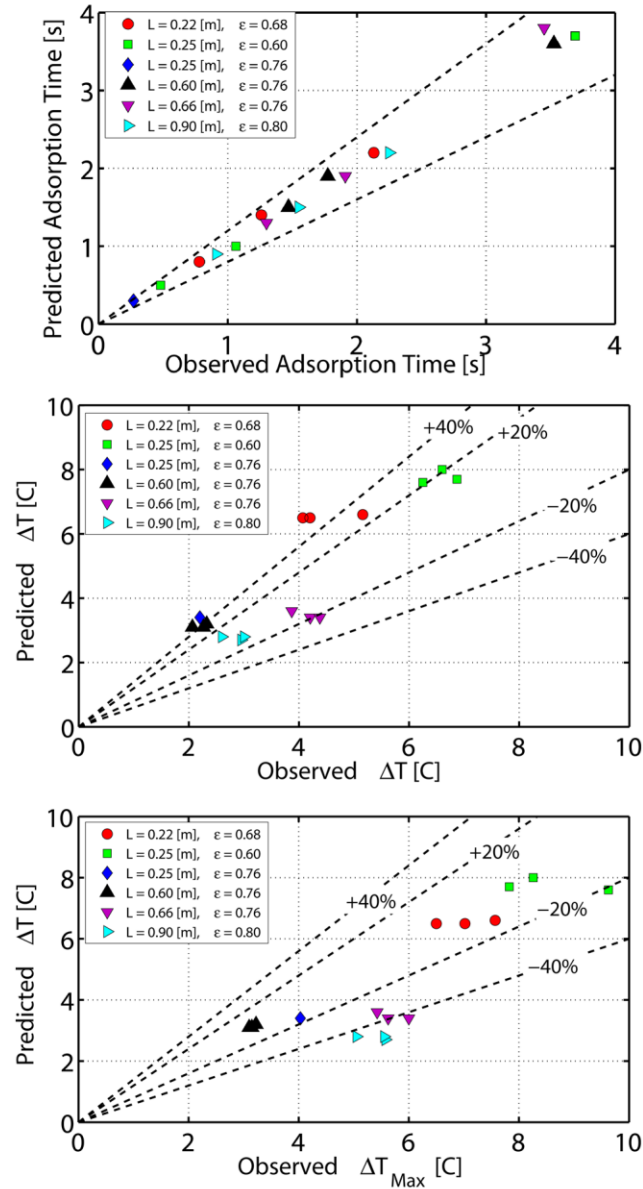 L = 0.22 [m], ε = 0.68
L = 0.25 [m], ε = 0.60
L = 0.25 [m], ε = 0.76
L = 0.60 [m], ε = 0.76
L = 0.66 [m], ε = 0.76
L = 0.90 [m], ε = 0.80
Predicted Adsorption Time [s]
4
3
2
1
0
0 1 2 3 4
Observed Adsorption Time [s]
L = 0.22 [m], ε = 0.68
L = 0.25 [m], ε = 0.60
L = 0.25 [m], ε = 0.76
L = 0.60 [m], ε = 0.76
L = 0.66 [m], ε = 0.76
L = 0.90 [m], ε = 0.80
+40%
+20%
−20%
−40%
Predicted ΔT [C]
10
8
6
4
2
0
0 2 4 6 8 10
Observed ΔT [C]
L = 0.22 [m], ε = 0.68
L = 0.25 [m], ε = 0.60
L = 0.25 [m], ε = 0.76
L = 0.60 [m], ε = 0.76
L = 0.66 [m], ε = 0.76
L = 0.90 [m], ε = 0.80
+20%
+40%
−20%
−40%
Predicted ΔT [C]
10
8
6
4
2
0
0 2 4 6 8 10
Observed ΔT Max [C]